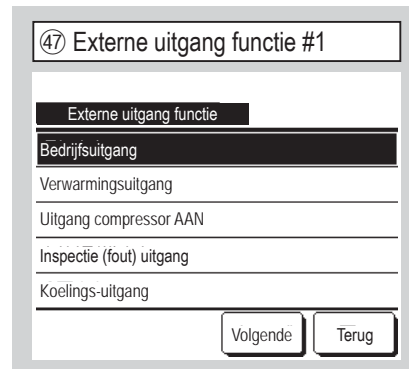 ㊼ Externe uitgang functie #1
Externe uitgang functie
Bedrijfsuitgang
Verwarmingsuitgang
Uitgang compressor AAN
Inspectie (fout) uitgang
Koelings-uitgang
Volgende Terug